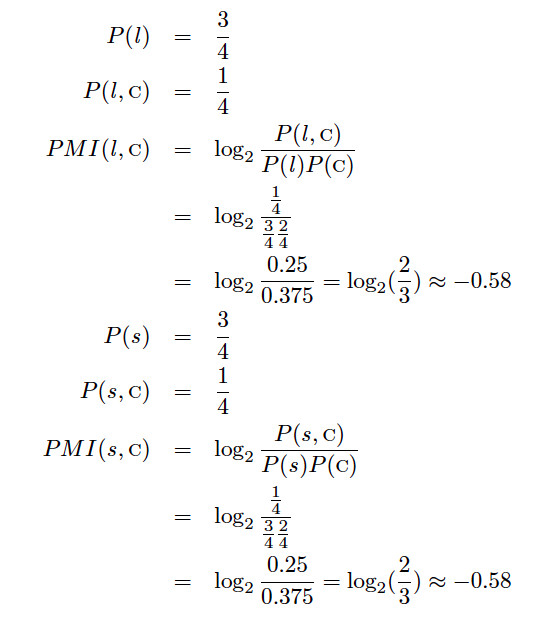 P(l) = 3/4
P(l, C) = 1/4
PMI(l, C) = log₂ P(l, C) / P(l)P(C)
= log₂ (1/4) / (3/4 2/4)
= log₂ 0.25/0.375 = log₂(2/3) ≈ −0.58
P(s) = 3/4
P(s, C) = 1/4
PMI(s, C) = log₂ P(s, C) / P(s)P(C)
= log₂ (1/4) / (3/4 2/4)
= log₂ 0.25/0.375 = log₂(2/3) ≈ −0.58